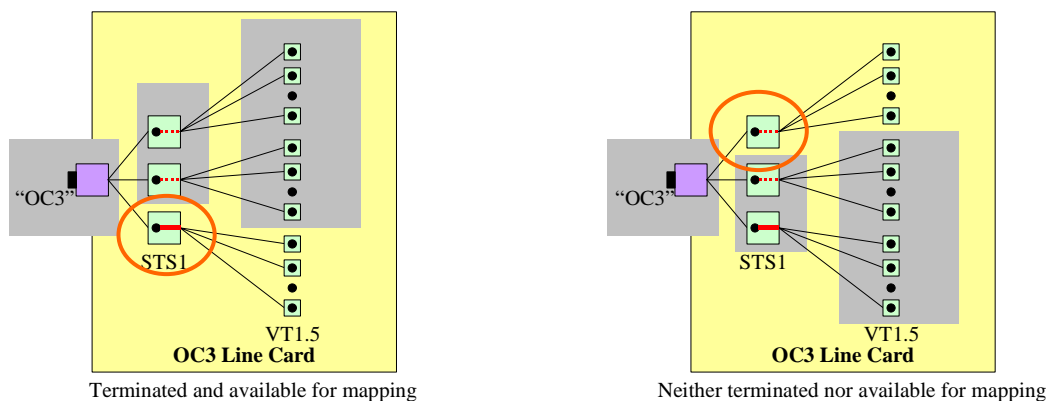 “OC3”
STS1
VT1.5
OC3 Line Card
Terminated and available for mapping
“OC3”
STS1
VT1.5
OC3 Line Card
Neither terminated nor available for mapping